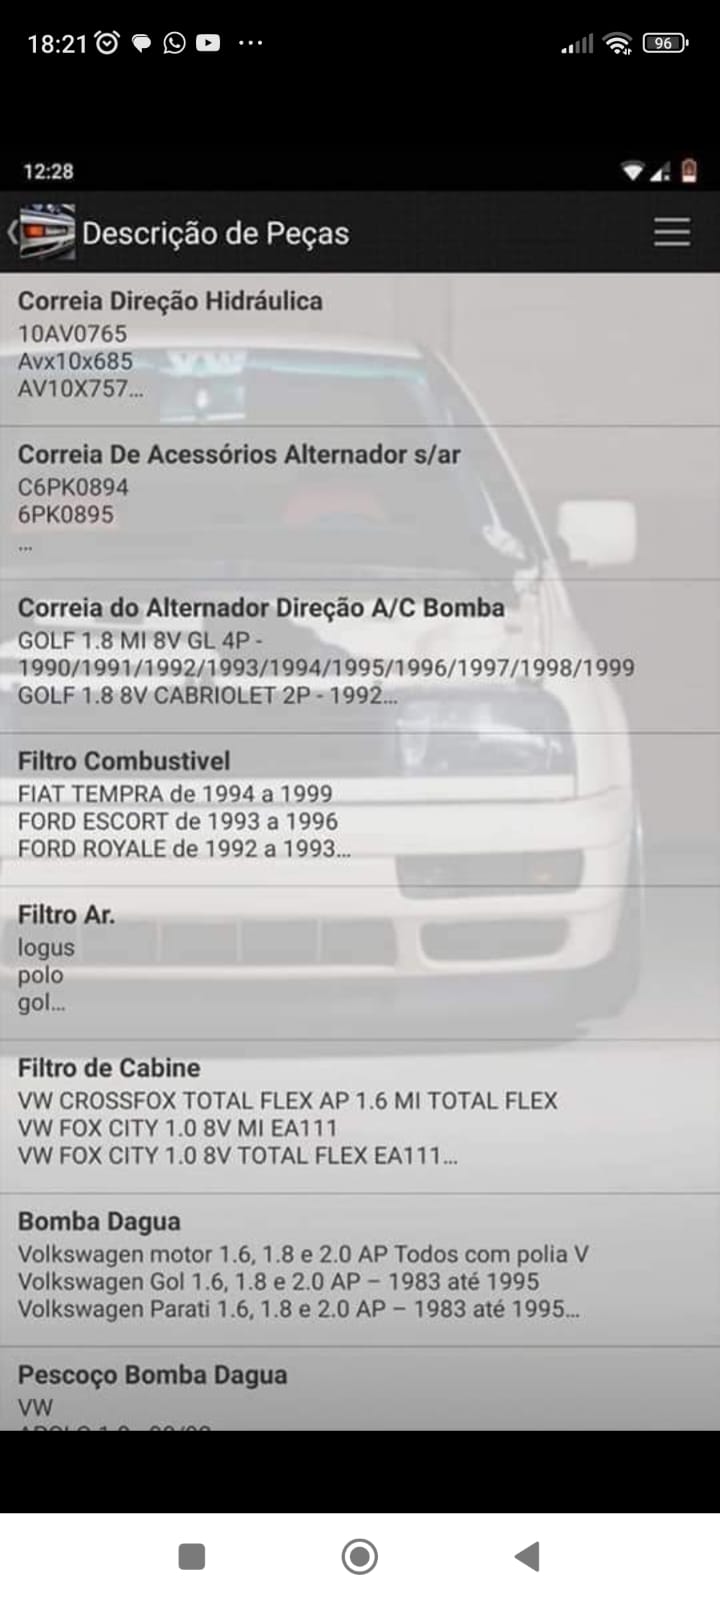 18:21
96
12:28
Descrição de Peças
Correia Direção Hidráulica
10AV0765
Avx10x685
AV10X757...
Correia De Acessórios Alternador s/ar
C6PK0894
6PK0895
...
Correia do Alternador Direção A/C Bomba
GOLF 1.8 MI 8V GL 4P -
1990/1991/1992/1993/1994/1995/1996/1997/1998/1999
GOLF 1.8 8V CABRIOLET 2P - 1992...
Filtro Combustivel
FIAT TEMPRA de 1994 a 1999
FORD ESCORT de 1993 a 1996
FORD ROYALE de 1992 a 1993...
Filtro Ar.
logus
polo
gol...
Filtro de Cabine
VW CROSSFOX TOTAL FLEX AP 1.6 MI TOTAL FLEX
VW FOX CITY 1.0 8V MI EA111
VW FOX CITY 1.0 8V TOTAL FLEX EA111...
Bomba Dagua
Volkswagen motor 1.6, 1.8 e 2.0 AP Todos com polia V
Volkswagen Gol 1.6, 1.8 e 2.0 AP – 1983 até 1995
Volkswagen Parati 1.6, 1.8 e 2.0 AP – 1983 até 1995...
Pescoço Bomba Dagua
VW